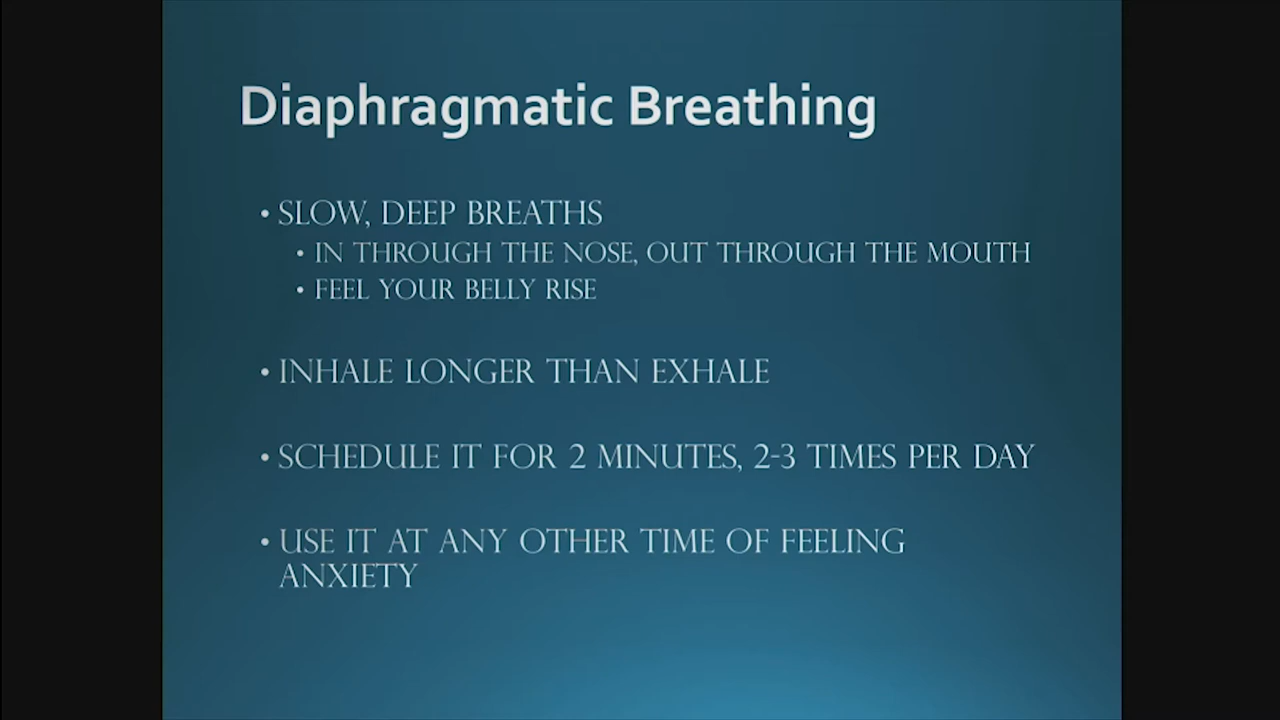 Diaphragmatic Breathing
• SLOW, DEEP BREATHS
• IN THROUGH THE NOSE, OUT THROUGH THE MOUTH
• FEEL YOUR BELLY RISE
• INHALE LONGER THAN EXHALE
• SCHEDULE IT FOR 2 MINUTES, 2-3 TIMES PER DAY
• USE IT AT ANY OTHER TIME OF FEELING
ANXIETY